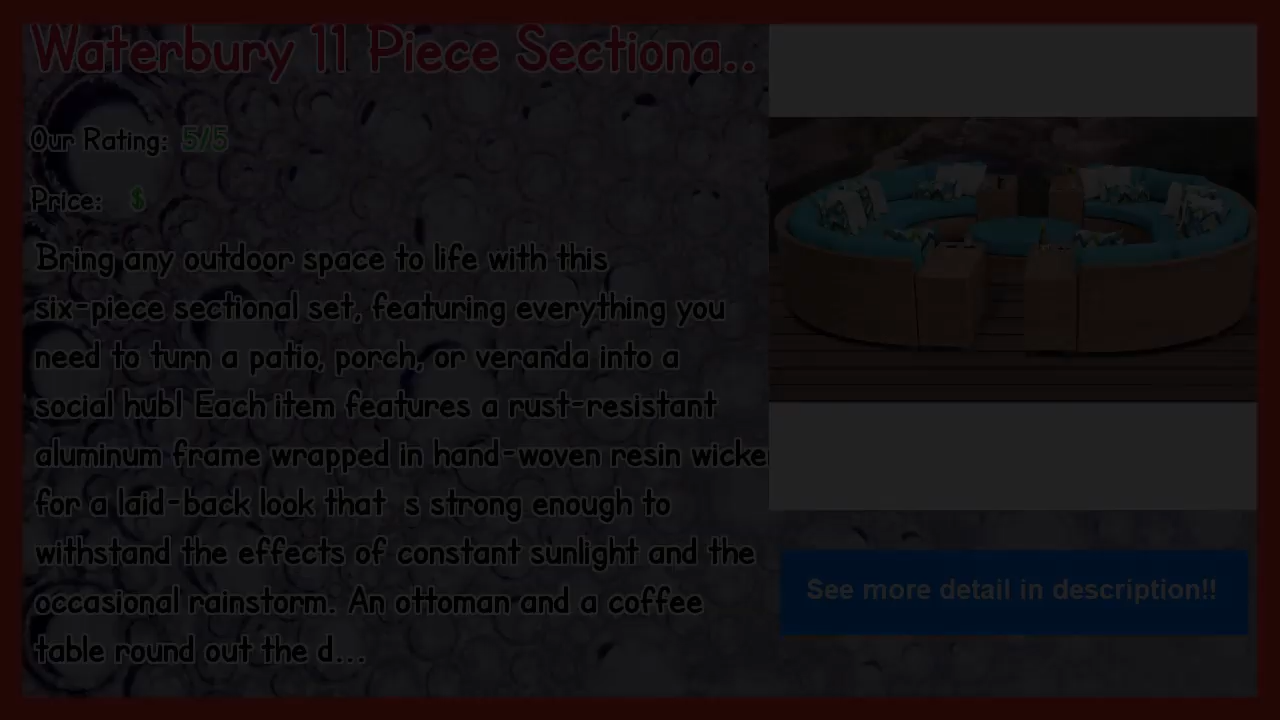 Waterbury 11 Piece Sectiona..
Our Rating: 5/5
Price: $
Bring any outdoor space to life with this
six-piece sectional set, featuring everything you
need to turn a patio, porch, or veranda into a
social hub! Each item features a rust-resistant
aluminum frame wrapped in hand-woven resin wicke
for a laid-back look that s strong enough to
withstand the effects of constant sunlight and the
occasional rainstorm. An ottoman and a coffee
table round out the d...
See more detail in description!!